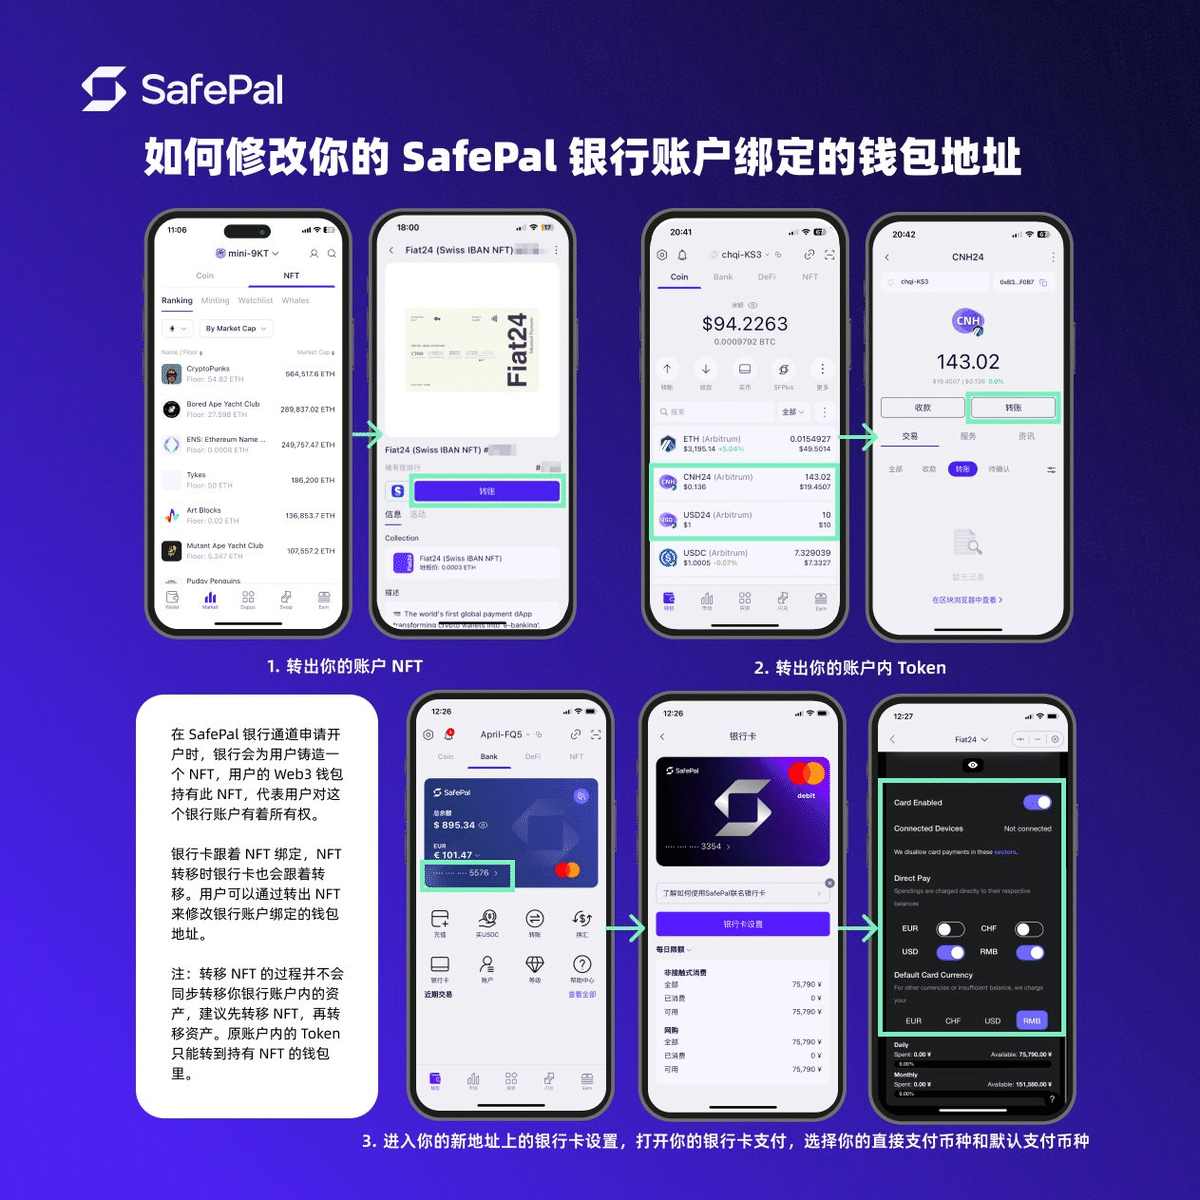 SafePal
如何修改你的 SafePal 银行账户绑定的钱包地址
11:06
mini-9KT
Coin NFT
Ranking Minting Watchlist Whales
By Market Cap
Name / Floor Market Cap
CryptoPunks
Floor: 54.82 ETH
564,517.6 ETH
Bored Ape Yacht Club
Floor: 27.598 ETH
289,837.02 ETH
ENS: Ethereum Name ...
Floor: 0.0008 ETH
249,757.47 ETH
Tykes
Floor: 50 ETH
186,200 ETH
Art Blocks
Floor: 0.02 ETH
136,853.7 ETH
Mutant Ape Yacht Club
Floor: 5.247 ETH
107,557.2 ETH
Pudgy Penguins
Wallet Market Dapps Swap Earn
18:00
Fiat24 (Swiss IBAN NFT)
Fiat24
Fiat24 (Swiss IBAN NFT) #
稀有度排行 #
转账
信息 活动
Collection
Fiat24 (Swiss IBAN NFT)
地板价: 0.0003 ETH
描述
The world's first global payment dApp
transforming crypto wallets into 'e-banking'.
1. 转出你的账户 NFT
20:41
chqi-KS3
Coin Bank DeFi NFT
余额
$94.2263
0.0009792 BTC
转账 收款 买币 SFPlus 更多
搜索 全部
ETH (Arbitrum) 0.0154927
$3,195.14 +5.04% $49.5014
CNH24 (Arbitrum) 143.02
$0.136 $19.4507
USD24 (Arbitrum) 10
$1 $10
USDC (Arbitrum) 7.329039
$1.0005 -0.07% $7.3327
钱包 市场 探索 闪兑 Earn
20:42
CNH24
chqi-KS3 0xB3...F0B7
CNH
143.02
$19.4507 | $0.136 0.0%
收款 转账
交易 服务 资讯
全部 收款 转账 待确认
暂无记录
在区块浏览器中查看
2. 转出你的账户内 Token
在 SafePal 银行通道申请开
户时，银行会为用户铸造一
个 NFT，用户的 Web3 钱包
持有此 NFT，代表用户对这
个银行账户有着所有权。
银行卡跟着 NFT 绑定，NFT
转移时银行卡也会跟着转
移。用户可以通过转出 NFT
来修改银行账户绑定的钱包
地址。
注：转移 NFT 的过程并不会
同步转移你银行账户内的资
产，建议先转移 NFT，再转
移资产。原账户内的 Token
只能转到持有 NFT 的钱包
里。
12:26
April-FQ5
Coin Bank DeFi NFT
SafePal
总余额
$ 895.34
EUR
€ 101.47
···· ···· ···· 5576
充值 买USDC 转账 换汇
银行卡 账户 等级 帮助中心
近期交易 查看全部
钱包 市场 探索 闪兑 Earn
12:26
银行卡
SafePal
debit
···· ···· ···· 3354
了解如何使用SafePal联名银行卡
银行卡设置
每日限额
非接触式消费
全部 75,790 ¥
已消费 0 ¥
可用 75,790 ¥
网购
全部 75,790 ¥
已消费 0 ¥
可用 75,790 ¥
12:27
Fiat24
Card Enabled
Connected Devices Not connected
We disallow card payments in these sectors.
Direct Pay
Spendings are charged directly to their respective
balances
EUR CHF
USD RMB
Default Card Currency
For other currencies or insufficient balance, we charge
your
EUR CHF USD RMB
Daily
Spent: 0.00 ¥ Available: 75,790.00 ¥
0.00%
Monthly
Spent: 0.00 ¥ Available: 151,580.00 ¥
0.00%
?
3. 进入你的新地址上的银行卡设置，打开你的银行卡支付，选择你的直接支付币种和默认支付币种